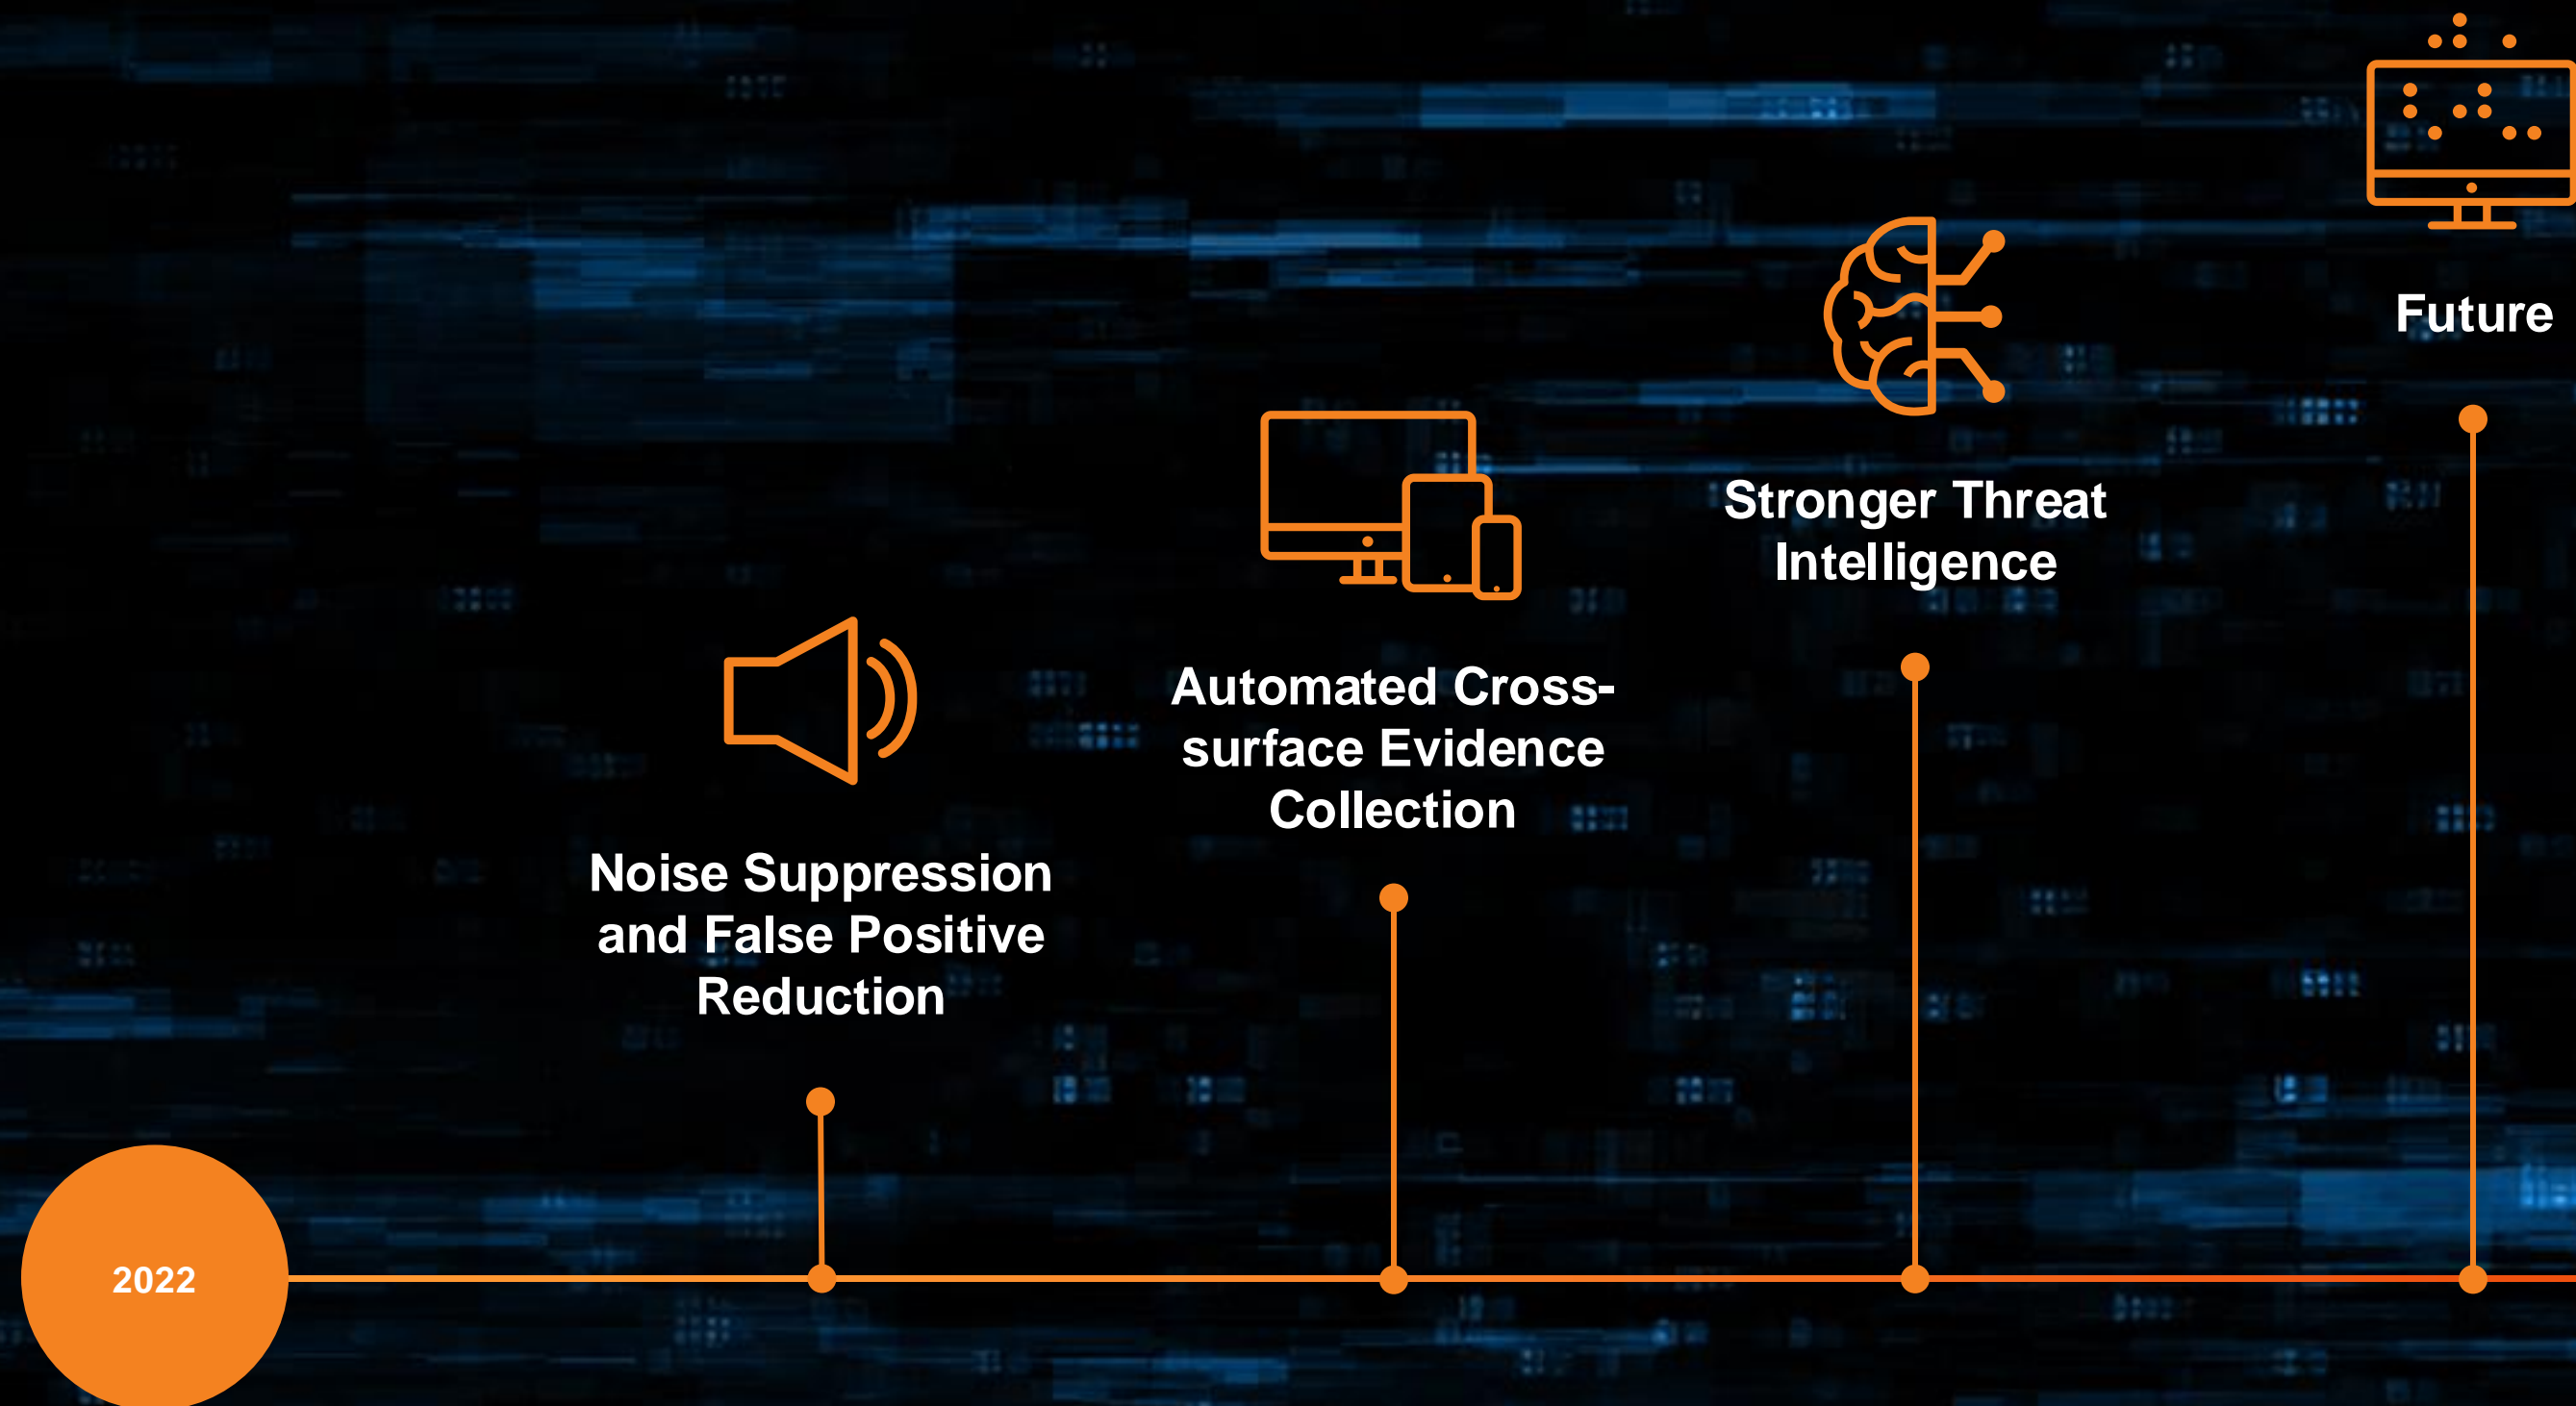 Future
Stronger Threat
Intelligence
Automated Cross-
surface Evidence
Collection
Noise Suppression
and False Positive
Reduction
2022